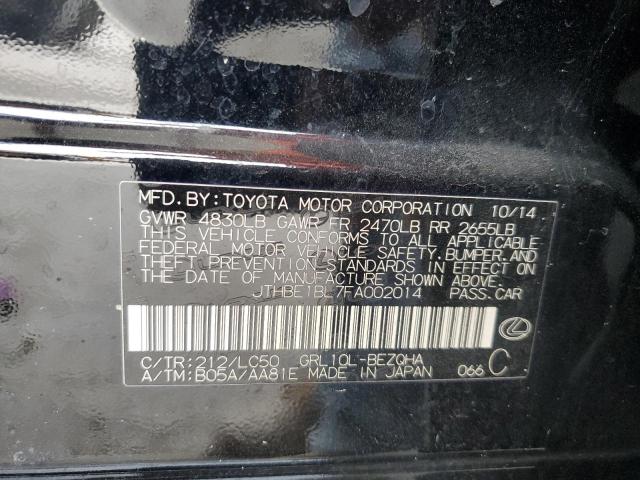 MFD. BY: TOYOTA MOTOR CORPORATION 10/14
GVWR 4830LB GAWR FR 2470LB RR 2655LB
THIS VEHICLE CONFORMS TO ALL APPLICABLE
FEDERAL MOTOR VEHICLE SAFETY, BUMPER, AND
THEFT PREVENTION STANDARDS IN EFFECT ON
THE DATE OF MANUFACTURE SHOWN ABOVE.
JTHBE1BL7FA002014 PASS. CAR
C/TR: 212/LC50 GRL10L-BEZQHA C
A/TM: B05A/AA81E MADE IN JAPAN 066